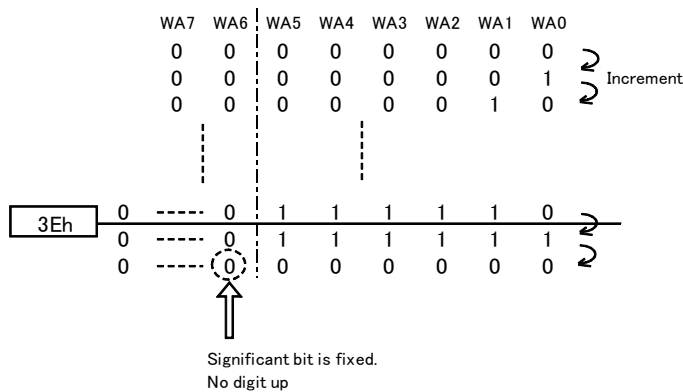 WA7 WA6 WA5 WA4 WA3 WA2 WA1 WA0
0 0 0 0 0 0 0 0
0 0 0 0 0 0 0 1
Increment
0 0 0 0 0 0 1 0
0 0 1 1 1 1 1 0
3Eh
0 0 1 1 1 1 1 1
0 0 0 0 0 0 0 0
Significant bit is fixed.
No digit up